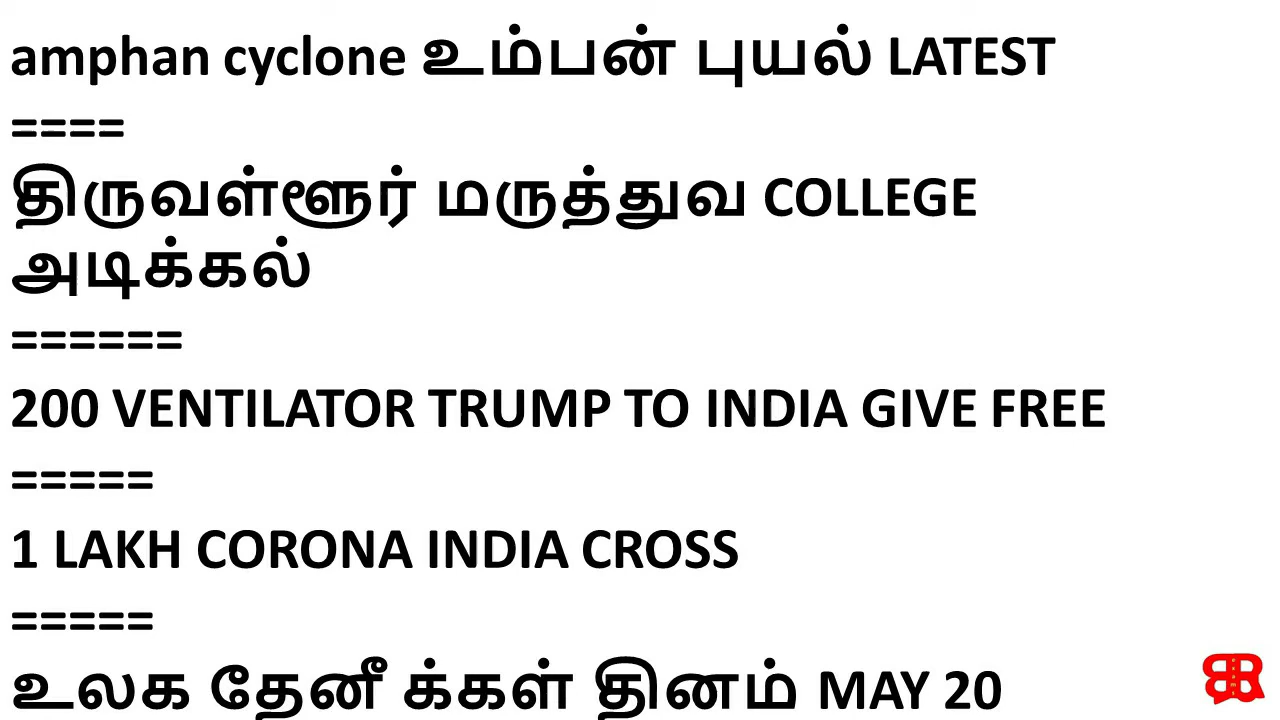 amphan cyclone உம்பன் புயல் LATEST
====
திருவள்ளூர் மருத்துவ COLLEGE
அடிக்கல்
======
200 VENTILATOR TRUMP TO INDIA GIVE FREE
=====
1 LAKH CORONA INDIA CROSS
=====
உலக தேனீ க்கள் தினம் MAY 20